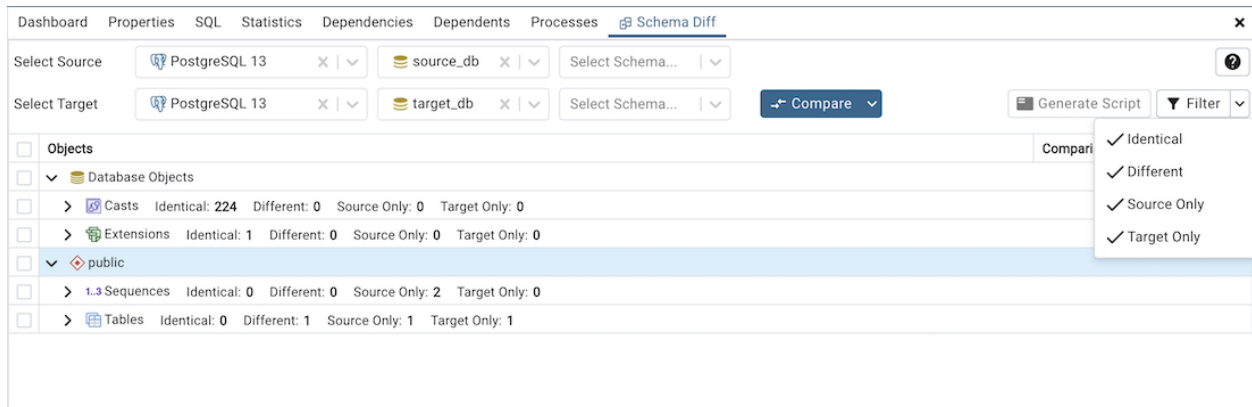 Dashboard Properties SQL Statistics Dependencies Dependents Processes Schema Diff
Select Source PostgreSQL 13 source_db Select Schema...
Select Target PostgreSQL 13 target_db Select Schema... Compare Generate Script Filter
Objects Compari
Identical
Different
Source Only
Target Only
Database Objects
Casts Identical: 224 Different: 0 Source Only: 0 Target Only: 0
Extensions Identical: 1 Different: 0 Source Only: 0 Target Only: 0
public
1..3 Sequences Identical: 0 Different: 0 Source Only: 2 Target Only: 0
Tables Identical: 0 Different: 1 Source Only: 1 Target Only: 1